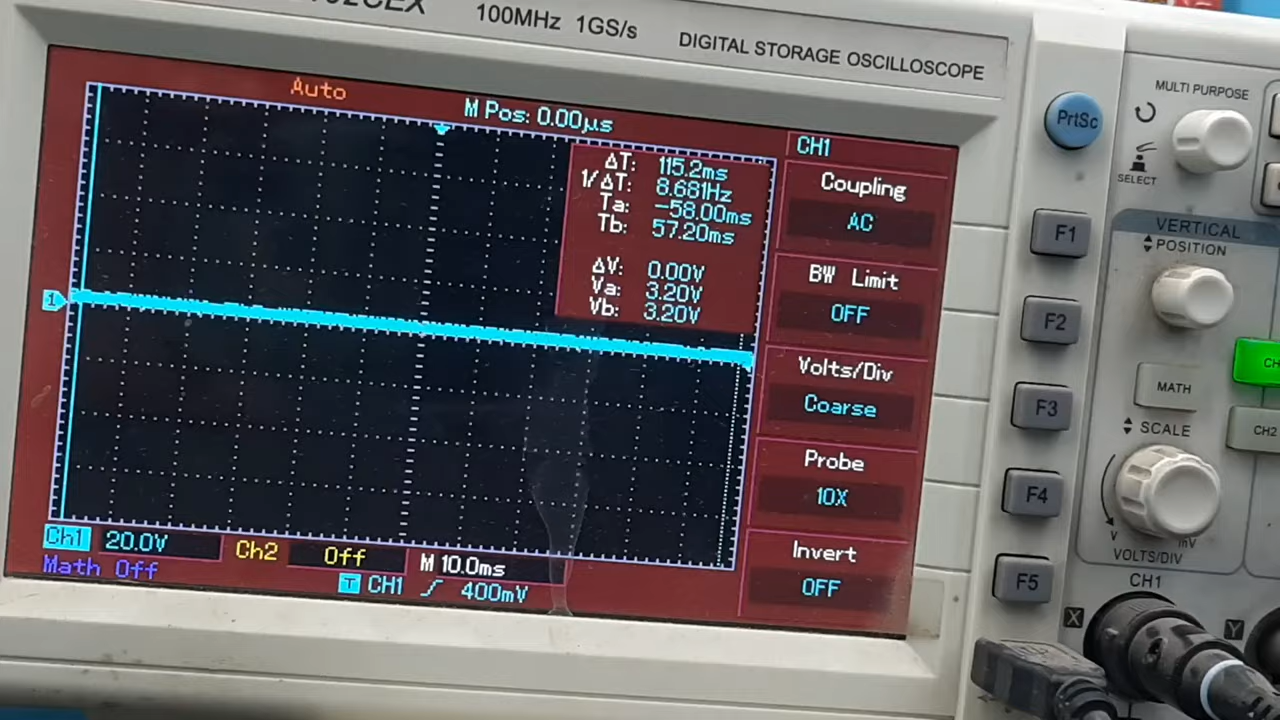 100MHz 1GS/s
DIGITAL STORAGE OSCILLOSCOPE
Auto
M Pos: 0.00µs
ΔT: 115.2ms
1/ΔT: 8.681Hz
Ta: -58.00ms
Tb: 57.20ms
ΔV: 0.00V
Va: 3.20V
Vb: 3.20V
1
CH1
Coupling
AC
BW Limit
OFF
Volts/Div
Coarse
Probe
10X
Invert
OFF
Ch1 20.0V
Ch2 Off
M 10.0ms
Math Off
T CH1 400mV
PrtSc
F1
F2
F3
F4
F5
MULTI PURPOSE
SELECT
VERTICAL
POSITION
MATH
CH2
SCALE
V
mV
VOLTS/DIV
CH1
X
Y